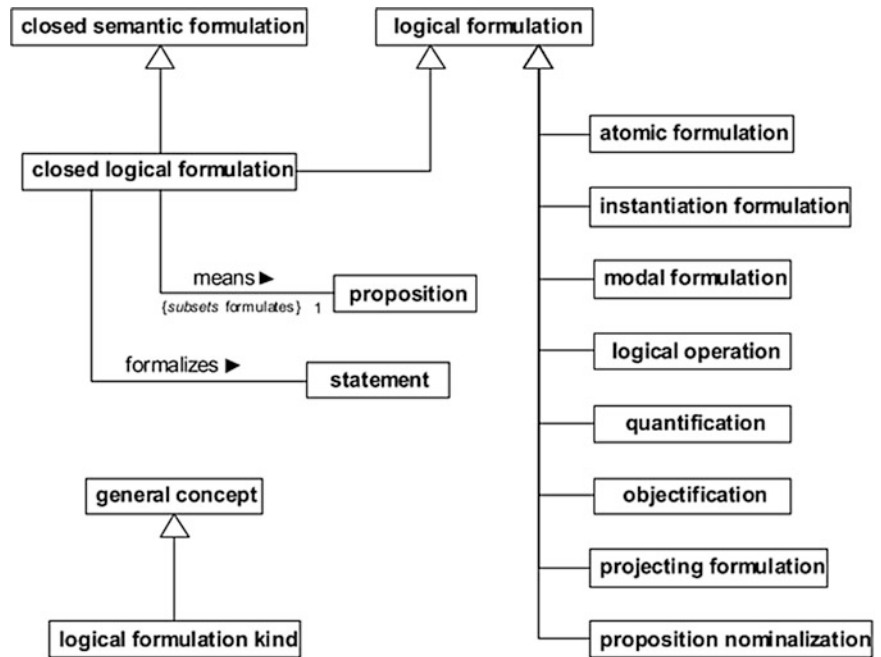 closed semantic formulation
logical formulation
atomic formulation
closed logical formulation
instantiation formulation
modal formulation
means ►
proposition
{subsets formulates} 1
logical operation
formalizes ►
statement
quantification
general concept
objectification
projecting formulation
logical formulation kind
proposition nominalization